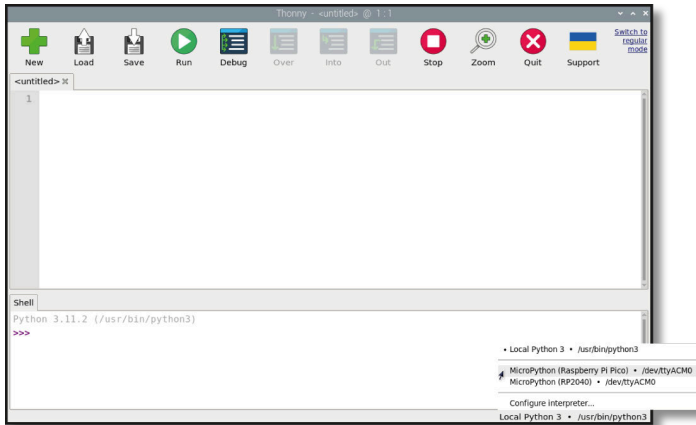 Thonny - <untitled> @ 1:1
New Load Save Run Debug Over Into Out Stop Zoom Quit Support
Switch to
regular
mode
<untitled>
1
Shell
Python 3.11.2 (/usr/bin/python3)
>>>
• Local Python 3 • /usr/bin/python3
MicroPython (Raspberry Pi Pico) • /dev/ttyACM0
MicroPython (RP2040) • /dev/ttyACM0
Configure interpreter...
Local Python 3 • /usr/bin/python3